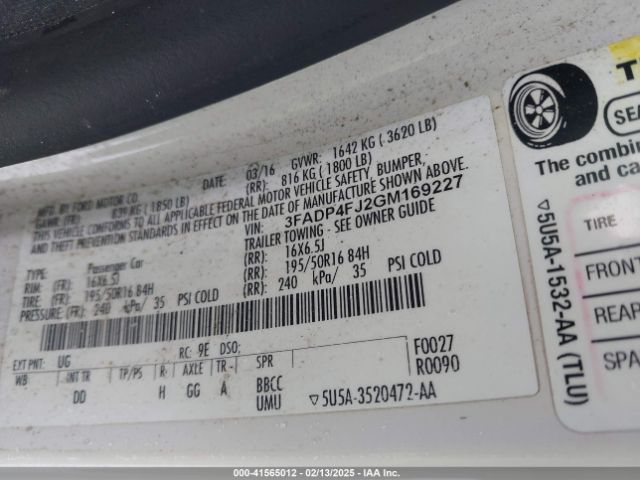 MFD. BY FORD MOTOR CO.
DATE: 03/16 GVWR: 1642 KG ( 3620 LB)
GAWR (FR): 839 KG ( 1850 LB) (RR): 816 KG ( 1800 LB)
THIS VEHICLE CONFORMS TO ALL APPLICABLE FEDERAL MOTOR VEHICLE SAFETY, BUMPER,
AND THEFT PREVENTION STANDARDS IN EFFECT ON THE DATE OF MANUFACTURE SHOWN ABOVE.
VIN: 3FADP4FJ2GM169227
TYPE: Passenger Car TRAILER TOWING - SEE OWNER GUIDE
RIM: (FR): 16X6.5J (RR): 16X6.5J
TIRE: (FR): 195/50R16 84H (RR): 195/50R16 84H
PRESSURE: (FR): 240 kPa/ 35 PSI COLD (RR): 240 kPa/ 35 PSI COLD
EXT PNT: UG RC: 9E DSO: F0027
WB INT TR TP/PS R AXLE TR SPR R0090
DD H GG A BBCC
UMU ▽5U5A-3520472-AA
SEA
The combin
and ca
TIRE
FRONT
REAR
SPA
▽5U5A-1532-AA (TLU)
© - 41565012 - 02/13/2025 - IAA Inc.